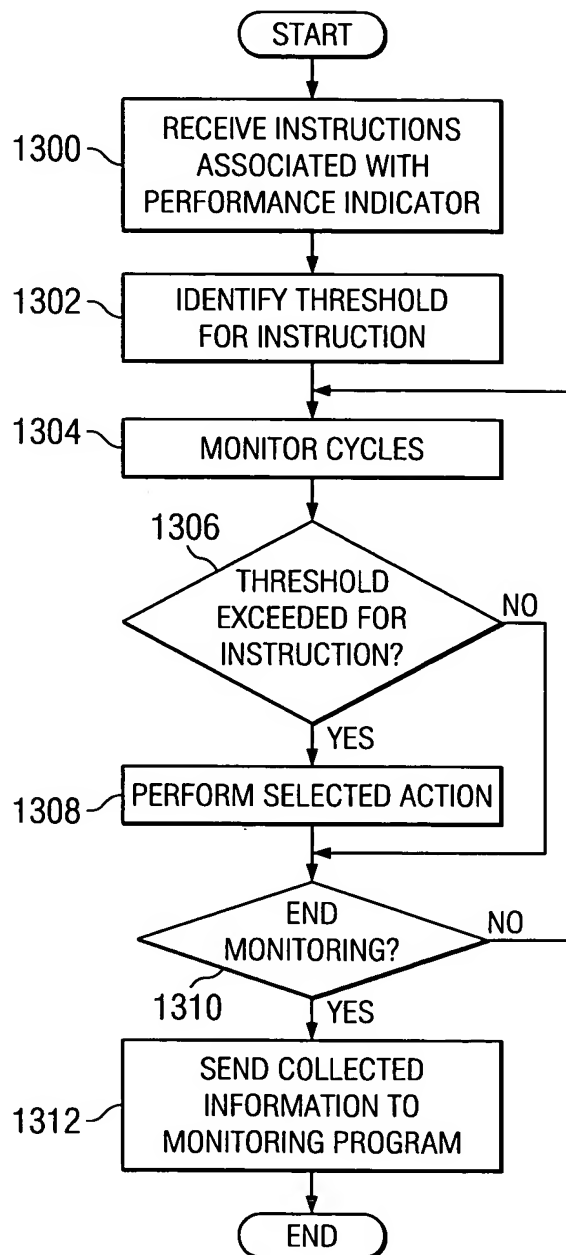 START
1300
RECEIVE INSTRUCTIONS
ASSOCIATED WITH
PERFORMANCE INDICATOR
1302
IDENTIFY THRESHOLD
FOR INSTRUCTION
1304
MONITOR CYCLES
1306
THRESHOLD
EXCEEDED FOR
INSTRUCTION?
NO
YES
1308
PERFORM SELECTED ACTION
END
MONITORING?
NO
1310
YES
1312
SEND COLLECTED
INFORMATION TO
MONITORING PROGRAM
END